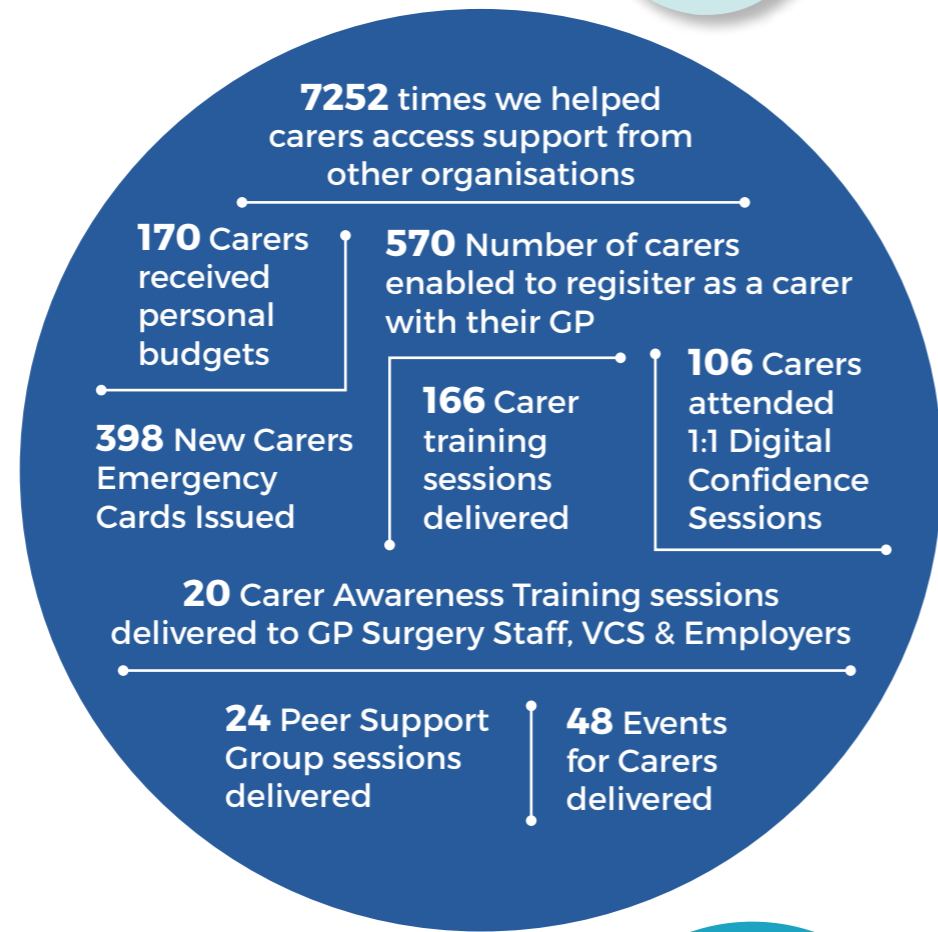 7252 times we helped
carers access support from
other organisations
170 Carers
received
personal
budgets
570 Number of carers
enabled to regisiter as a carer
with their GP
398 New Carers
Emergency
Cards Issued
166 Carer
training
sessions
delivered
106 Carers
attended
1:1 Digital
Confidence
Sessions
20 Carer Awareness Training sessions
delivered to GP Surgery Staff, VCS & Employers
24 Peer Support
Group sessions
delivered
48 Events
for Carers
delivered